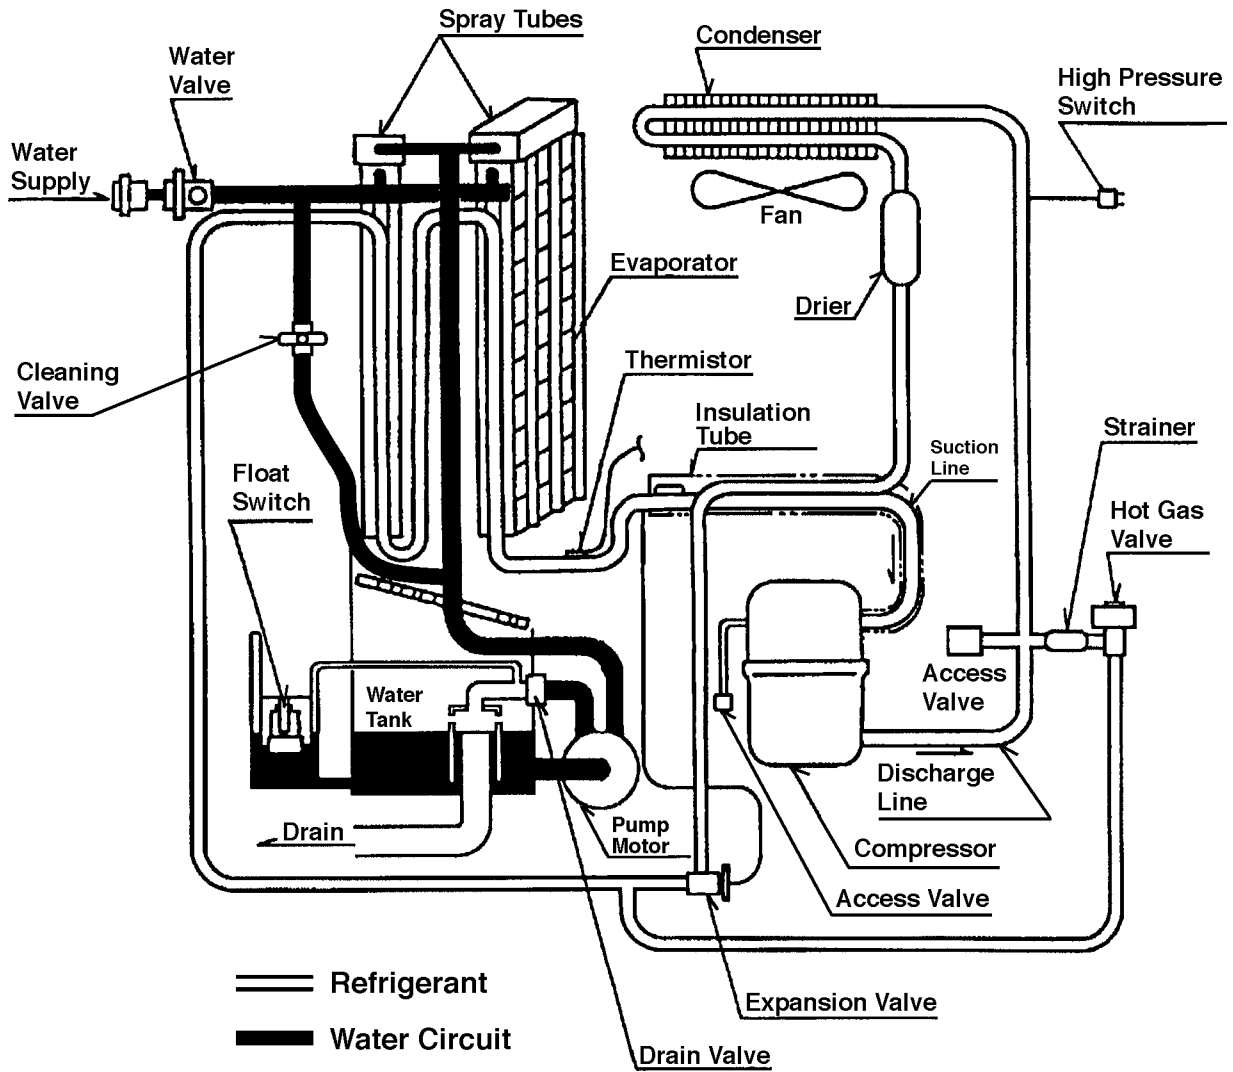 Spray Tubes
Condenser
Water
Valve
High Pressure
Switch
Water
Supply
Fan
Evaporator
Drier
Thermistor
Cleaning
Valve
Insulation
Tube
Strainer
Suction
Line
Float
Switch
Hot Gas
Valve
Access
Valve
Water
Tank
Discharge
Line
Drain
Pump
Motor
Compressor
Access Valve
Refrigerant
Expansion Valve
Water Circuit
Drain Valve